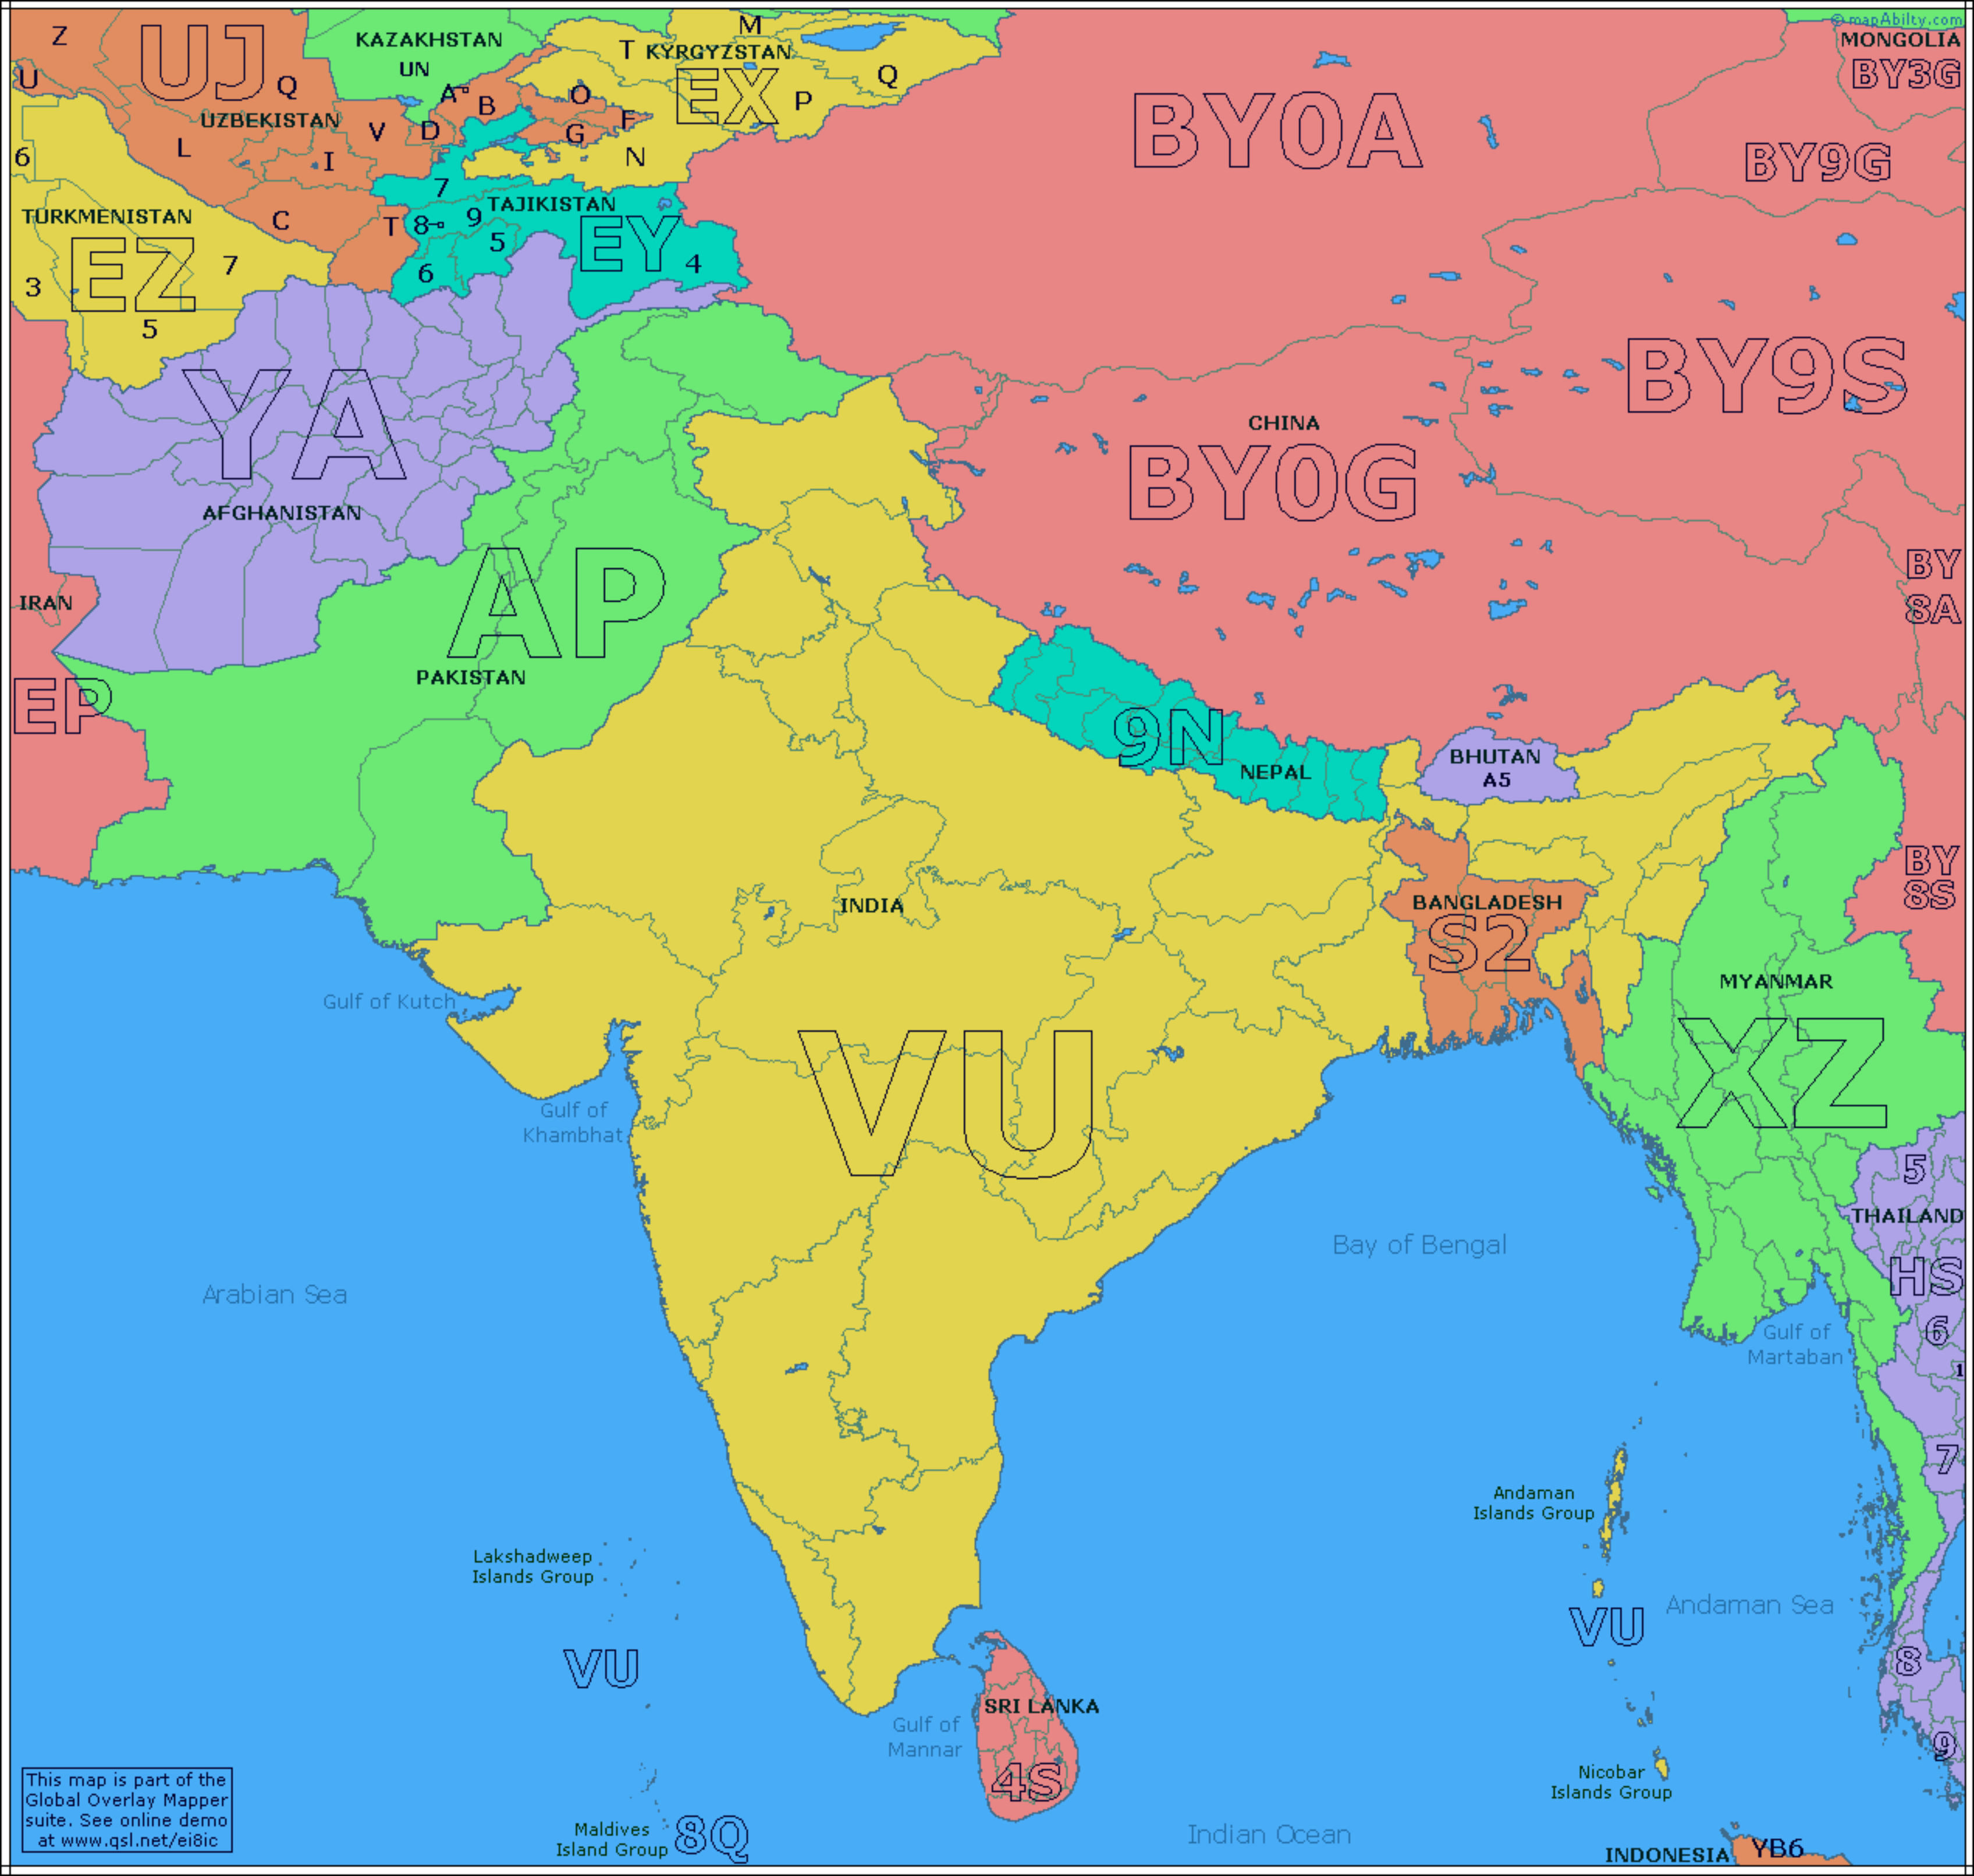 © mapAbilty.com
Z
UJ
KAZAKHSTAN
UN
M
T
KYRGYZSTAN
EX
Q
MONGOLIA
BY3G
U
Q
UZBEKISTAN
A
B
O
P
F
BY0A
L
I
V
D
G
N
BY9G
6
7
TURKMENISTAN
EZ
C
T
8
9
TAJIKISTAN
EY
5
4
3
7
6
5
YA
AFGHANISTAN
CHINA
BY0G
BY9S
BY
8A
IRAN
AP
PAKISTAN
EP
9N
NEPAL
BHUTAN
A5
INDIA
BANGLADESH
S2
BY
8S
MYANMAR
XZ
Gulf of Kutch
VU
Gulf of
Khambhat
5
THAILAND
HS
Bay of Bengal
Arabian Sea
6
Gulf of
Martaban
1
7
Andaman
Islands Group
Lakshadweep
Islands Group
VU
Andaman Sea
VU
8
SRI LANKA
4S
Gulf of
Mannar
9
Nicobar
Islands Group
This map is part of the
Global Overlay Mapper
suite. See online demo
at www.qsl.net/ei8ic
Maldives
Island Group
8Q
Indian Ocean
INDONESIA
YB6